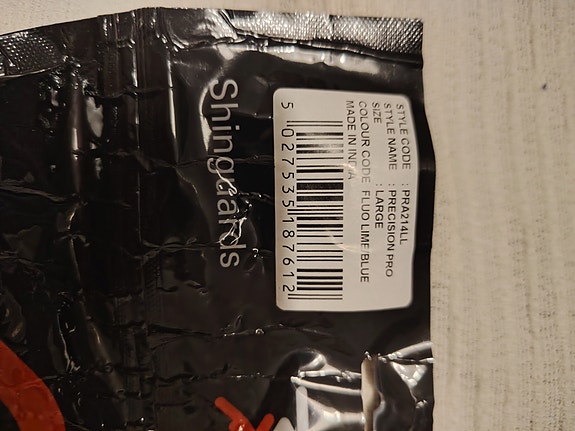 Shinguards
STYLE CODE : PRA214LL
STYLE NAME : PRECISION PRO
SIZE : LARGE
COLOUR CODE FLUO LIME/BLUE
MADE IN INDIA
5 027535 187612